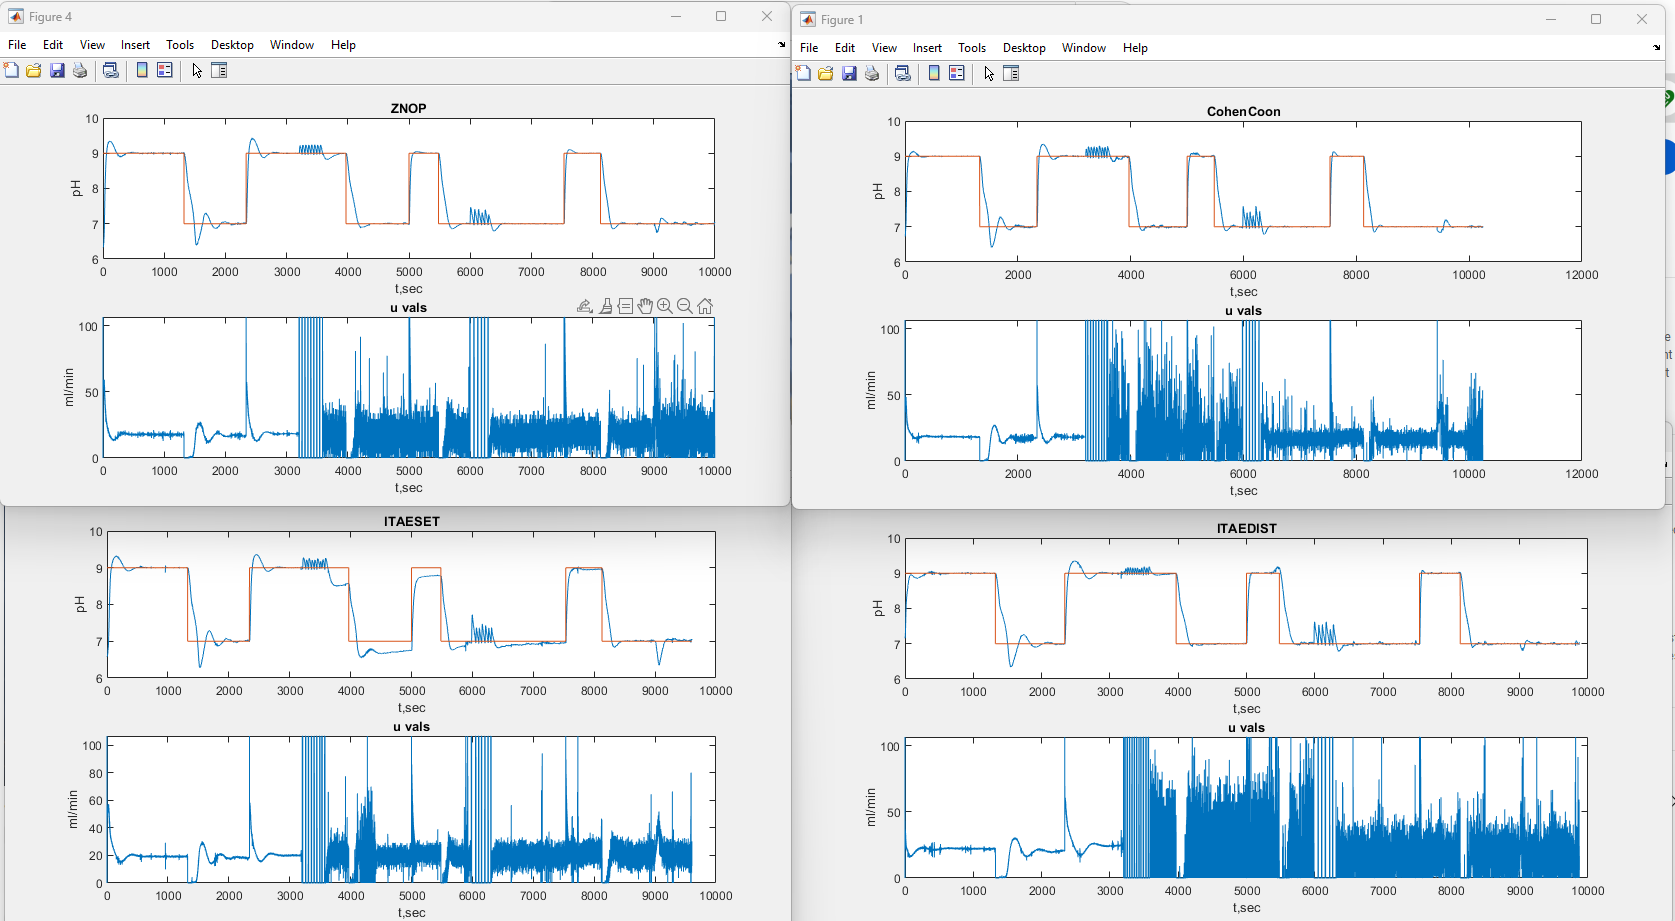 Figure 4
File Edit View Insert Tools Desktop Window Help
ZNOP
10
9
8
7
6
pH
0 1000 2000 3000 4000 5000 6000 7000 8000 9000 10000
t,sec
u vals
100
50
0
ml/min
0 1000 2000 3000 4000 5000 6000 7000 8000 9000 10000
t,sec
Figure 1
File Edit View Insert Tools Desktop Window Help
CohenCoon
10
9
8
7
6
pH
0 2000 4000 6000 8000 10000 12000
t,sec
u vals
100
50
0
ml/min
0 2000 4000 6000 8000 10000 12000
t,sec
ITAESET
10
9
8
7
6
pH
0 1000 2000 3000 4000 5000 6000 7000 8000 9000 10000
t,sec
u vals
100
80
60
40
20
0
ml/min
0 1000 2000 3000 4000 5000 6000 7000 8000 9000 10000
t,sec
ITAEDIST
10
9
8
7
6
pH
0 1000 2000 3000 4000 5000 6000 7000 8000 9000 10000
t,sec
u vals
100
50
0
ml/min
0 1000 2000 3000 4000 5000 6000 7000 8000 9000 10000
t,sec